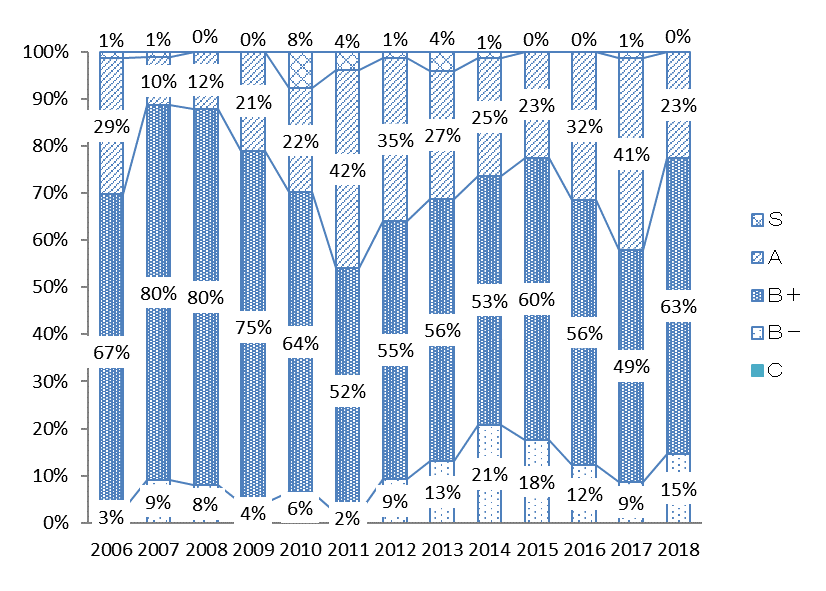 1% 1% 0% 0% 8% 4% 1% 4% 1% 0% 0% 1% 0%
100%
90%
80%
70%
60%
50%
40%
30%
20%
10%
0%
29% 10% 12% 21% 22% 42% 35% 27% 25% 23% 32% 41% 23%
67% 80% 80% 75% 64% 52% 55% 56% 53% 60% 56% 49% 63%
3% 9% 8% 4% 6% 2% 9% 13% 21% 18% 12% 9% 15%
2006 2007 2008 2009 2010 2011 2012 2013 2014 2015 2016 2017 2018
S
A
B+
B−
C